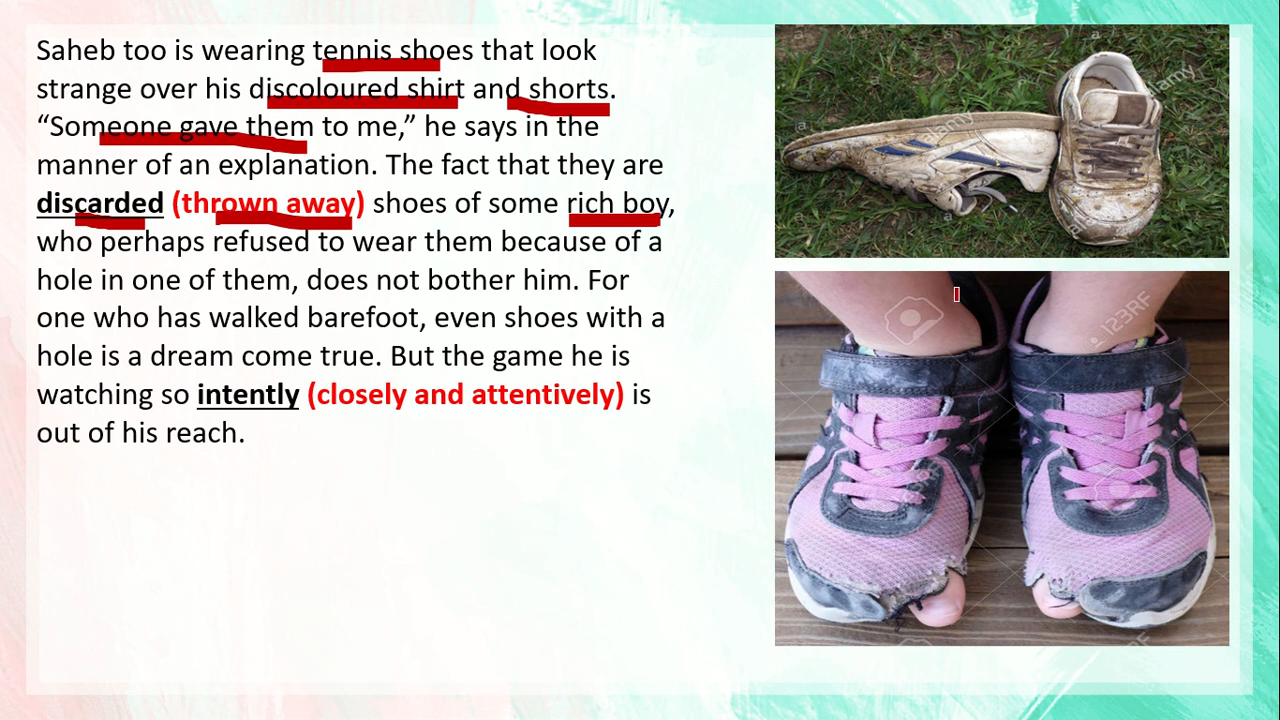 Saheb too is wearing tennis shoes that look
strange over his discoloured shirt and shorts.
“Someone gave them to me,” he says in the
manner of an explanation. The fact that they are
discarded (thrown away) shoes of some rich boy,
who perhaps refused to wear them because of a
hole in one of them, does not bother him. For
one who has walked barefoot, even shoes with a
hole is a dream come true. But the game he is
watching so intently (closely and attentively) is
out of his reach.
alamy
alamy
123RF